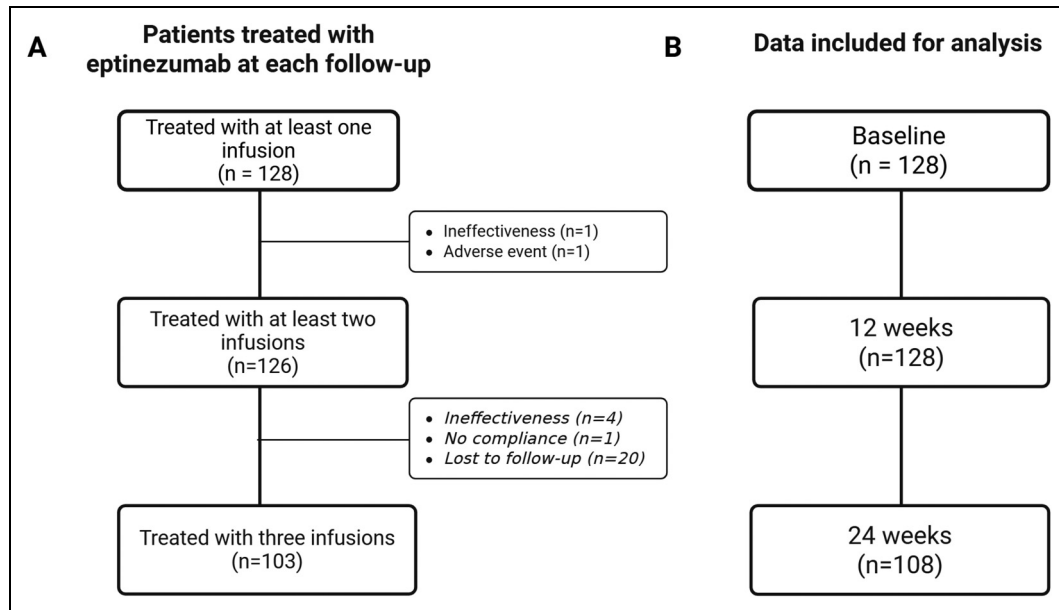 A
Patients treated with
eptinezumab at each follow-up
Treated with at least one
infusion
(n = 128)
• Ineffectiveness (n=1)
• Adverse event (n=1)
Treated with at least two
infusions
(n=126)
• Ineffectiveness (n=4)
• No compliance (n=1)
• Lost to follow-up (n=20)
Treated with three infusions
(n=103)
B
Data included for analysis
Baseline
(n = 128)
12 weeks
(n=128)
24 weeks
(n=108)